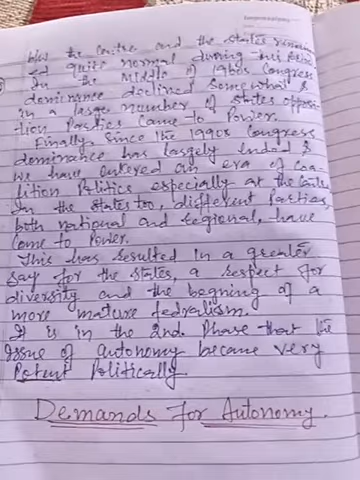 b/w the centre and the states remain
ed quite normal during this period
In the middle of 1960s Congress
dominance declined somewhat &
in a large number of states opposi
tion Parties came to Power.
Finally, since the 1990s Congress
dominance has largely ended &
we have entered an era of coa
lition Politics especially at the Centre.
In the states too, different Parties,
both national and regional, have
come to Power.
This has resulted in a greater
say for the states, a respect for
diversity and the begning of a
more mature fedralism.
It is in the 2nd Phase that the
issue of autonomy became very
Potent Politically.
Demands for Autonomy.